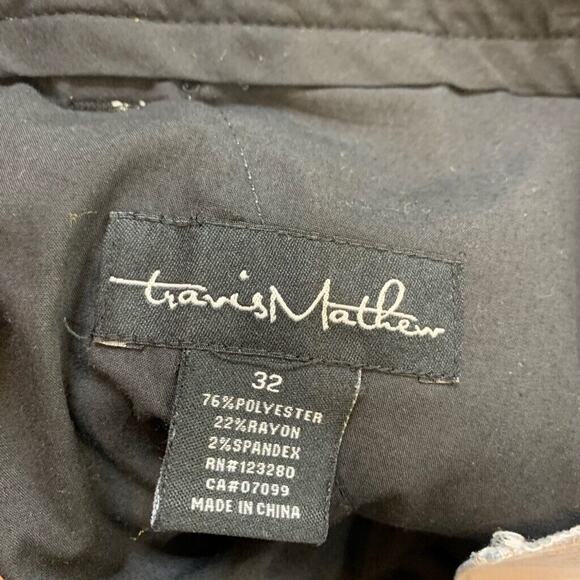 travisMathew
32
76%POLYESTER
22%RAYON
2%SPANDEX
RN#123280
CA#07099
MADE IN CHINA